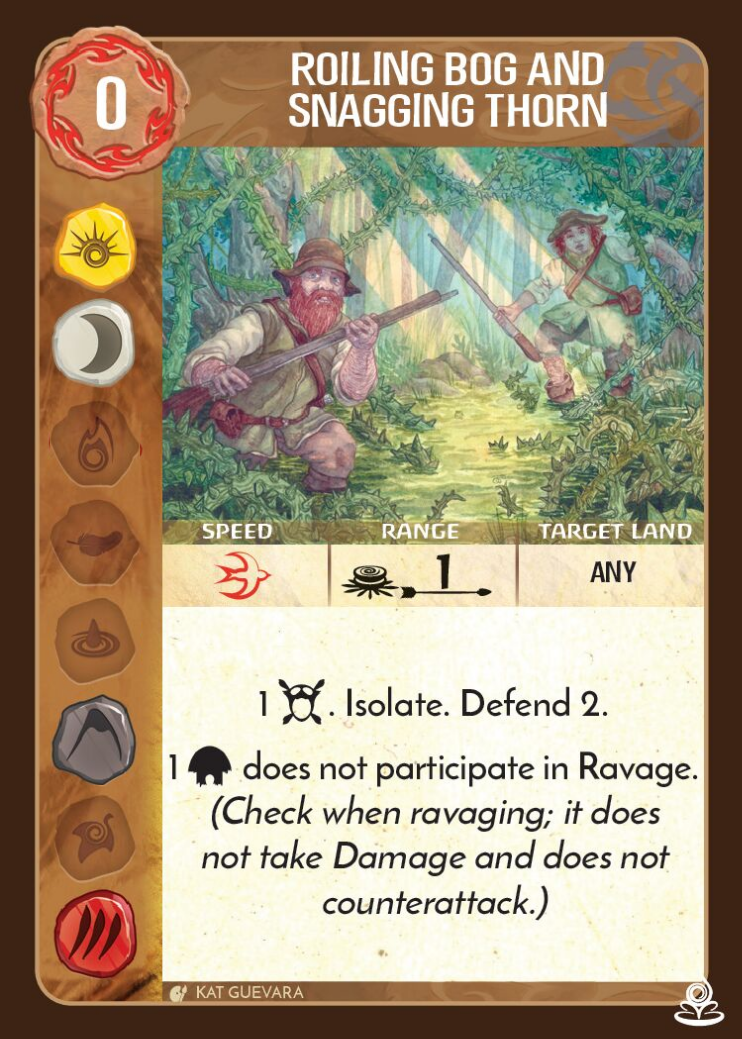 0
ROILING BOG AND
SNAGGING THORN
SPEED RANGE TARGET LAND
1 ANY
1 . Isolate. Defend 2.
1 does not participate in Ravage.
(Check when ravaging; it does
not take Damage and does not
counterattack.)
KAT GUEVARA